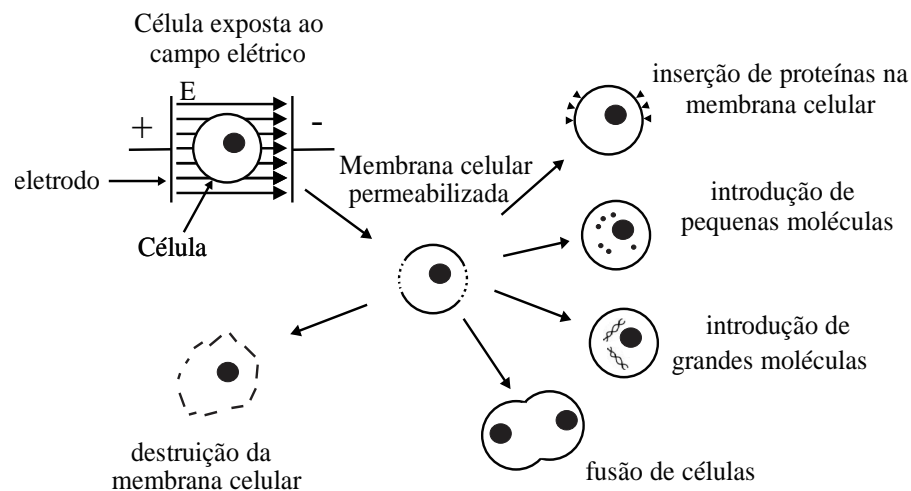 Célula exposta ao
campo elétrico
E
+
-
eletrodo
Célula
Membrana celular
permeabilizada
inserção de proteínas na
membrana celular
introdução de
pequenas moléculas
introdução de
grandes moléculas
fusão de células
destruição da
membrana celular